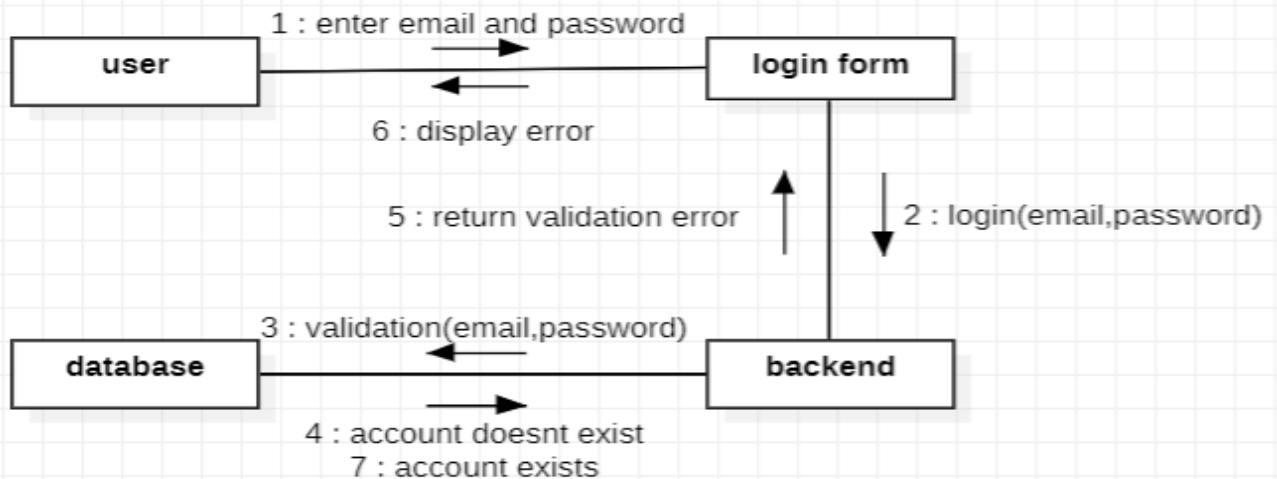 1 : enter email and password
user
login form
6 : display error
5 : return validation error
2 : login(email,password)
3 : validation(email,password)
database
backend
4 : account doesnt exist
7 : account exists